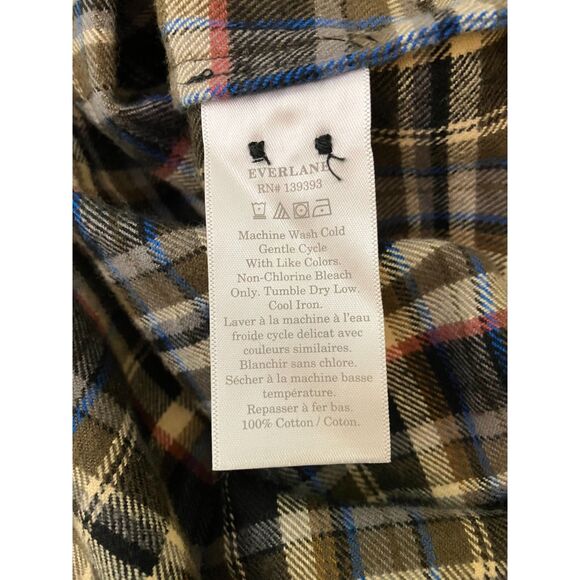 EVERLANE
RN# 139393
Machine Wash Cold
Gentle Cycle
With Like Colors.
Non-Chlorine Bleach
Only. Tumble Dry Low.
Cool Iron.
Laver à la machine à l'eau
froide cycle delicat avec
couleurs similaires.
Blanchir sans chlore.
Sécher à la machine basse
température.
Repasser à fer bas.
100% Cotton / Coton.